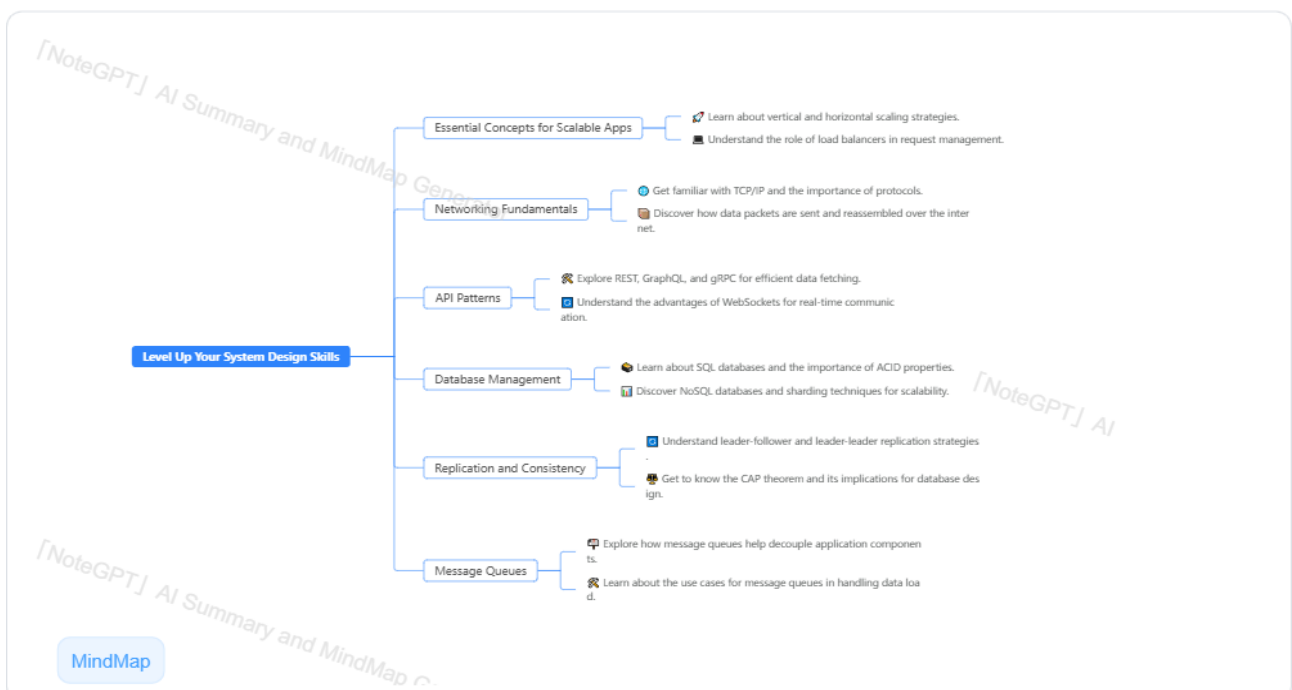 「NoteGPT」 AI Summary and MindMap Generator
Essential Concepts for Scalable Apps
🚀 Learn about vertical and horizontal scaling strategies.
💻 Understand the role of load balancers in request management.
Networking Fundamentals
🌐 Get familiar with TCP/IP and the importance of protocols.
📦 Discover how data packets are sent and reassembled over the inter
net.
API Patterns
🛠 Explore REST, GraphQL, and gRPC for efficient data fetching.
🔄 Understand the advantages of WebSockets for real-time communic
ation.
Level Up Your System Design Skills
Database Management
📦 Learn about SQL databases and the importance of ACID properties.
📊 Discover NoSQL databases and sharding techniques for scalability.
「NoteGPT」 AI
Replication and Consistency
🔄 Understand leader-follower and leader-leader replication strategies
.
Get to know the CAP theorem and its implications for database des
ign.
Message Queues
📬 Explore how message queues help decouple application componen
ts.
🛠 Learn about the use cases for message queues in handling data loa
d.
「NoteGPT」 AI Summary and MindMap G
MindMap